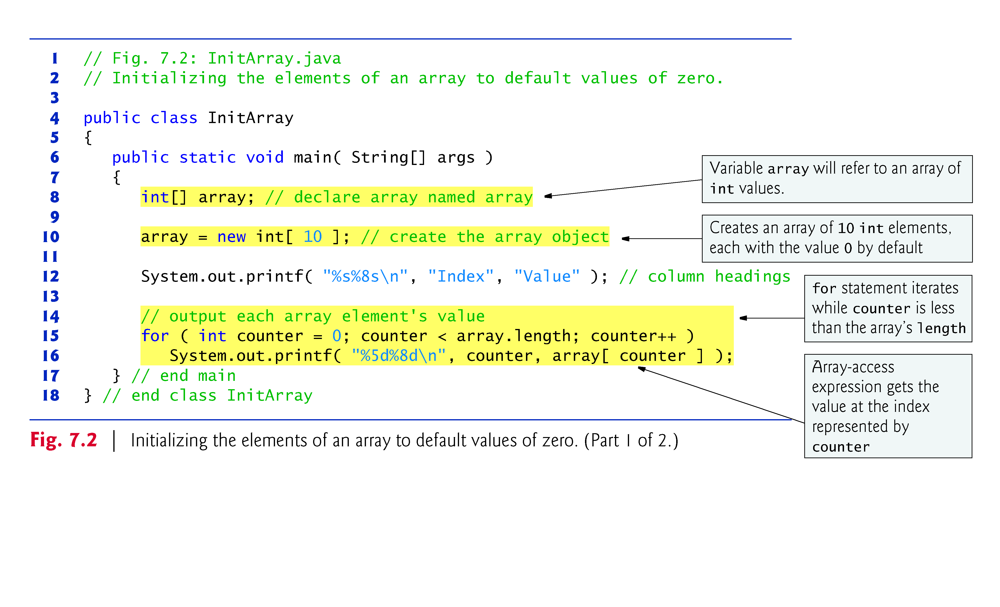 1 // Fig. 7.2: InitArray.java
2 // Initializing the elements of an array to default values of zero.
3
4 public class InitArray
5 {
6 public static void main( String[] args )
7 {
8 int[] array; // declare array named array
9
10 array = new int[ 10 ]; // create the array object
11
12 System.out.printf( "%s%8s\n", "Index", "Value" ); // column headings
13
14 // output each array element's value
15 for ( int counter = 0; counter < array.length; counter++ )
16 System.out.printf( "%5d%8d\n", counter, array[ counter ] );
17 } // end main
18 } // end class InitArray
Variable array will refer to an array of
int values.
Creates an array of 10 int elements,
each with the value 0 by default
for statement iterates
while counter is less
than the array’s length
Array-access
expression gets the
value at the index
represented by
counter
Fig. 7.2 | Initializing the elements of an array to default values of zero. (Part 1 of 2.)